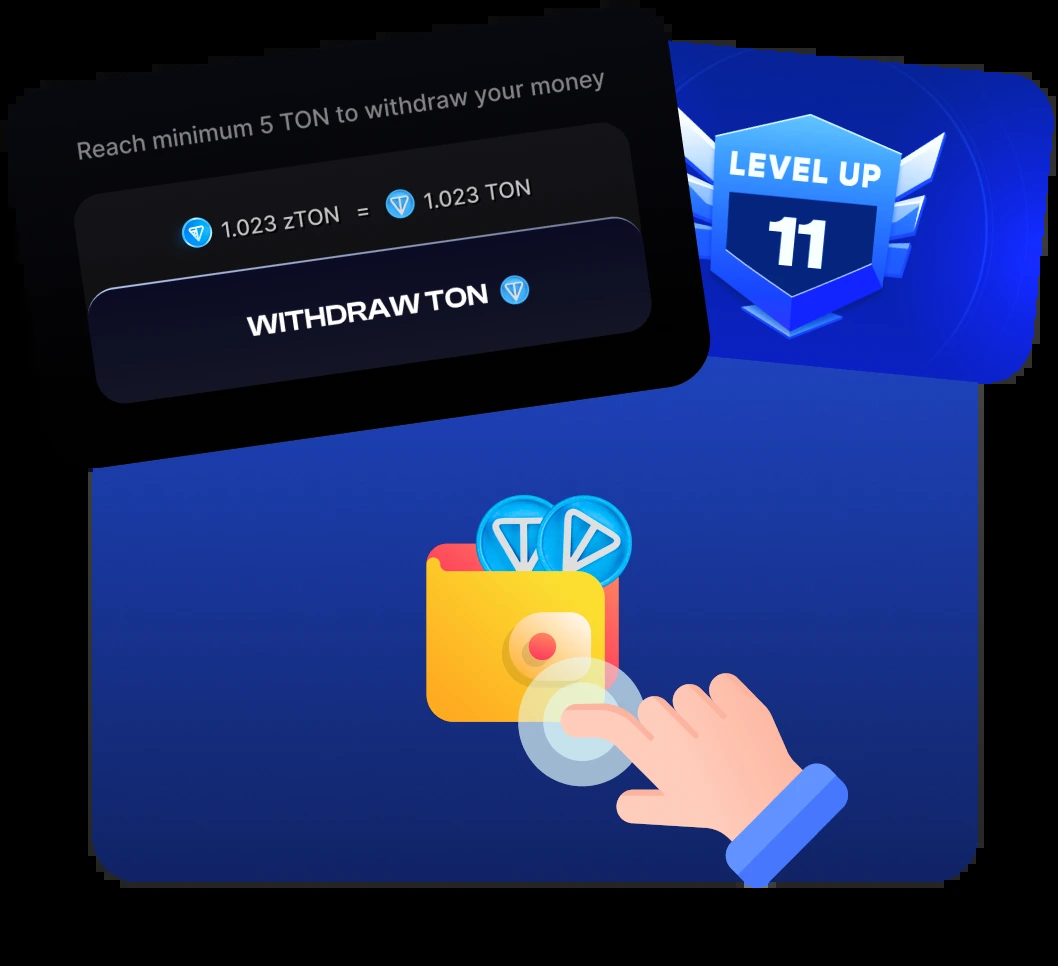 Reach minimum 5 TON to withdraw your money
1.023 zTON = 1.023 TON
WITHDRAW TON
LEVEL UP
11